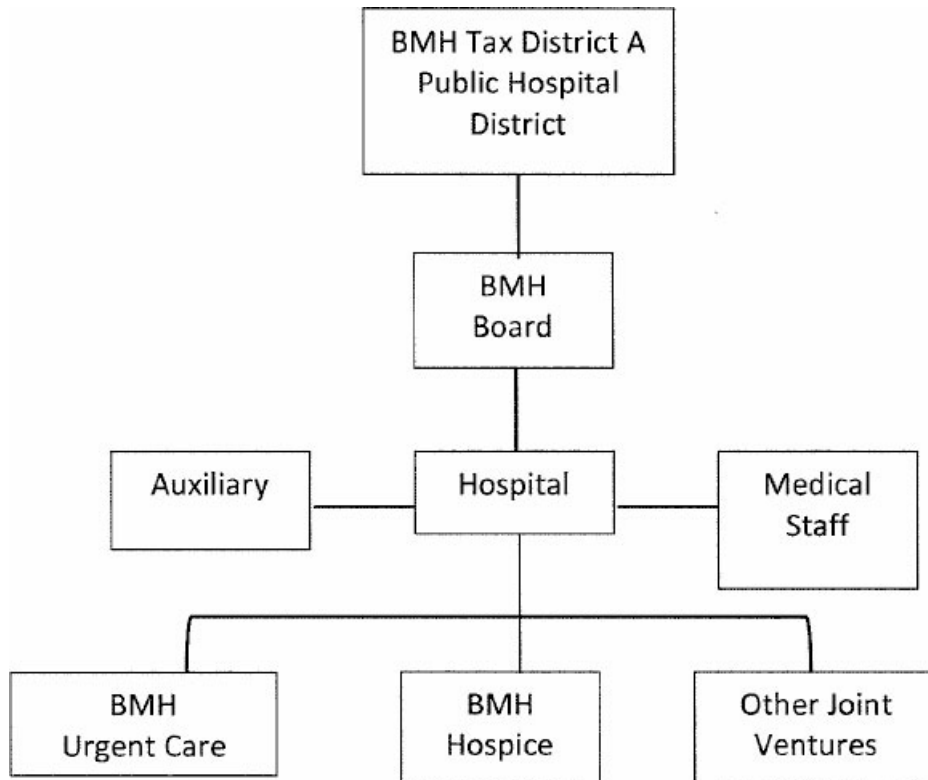 BMH Tax District A
Public Hospital
District
BMH
Board
Auxiliary
Hospital
Medical
Staff
BMH
Urgent Care
BMH
Hospice
Other Joint
Ventures